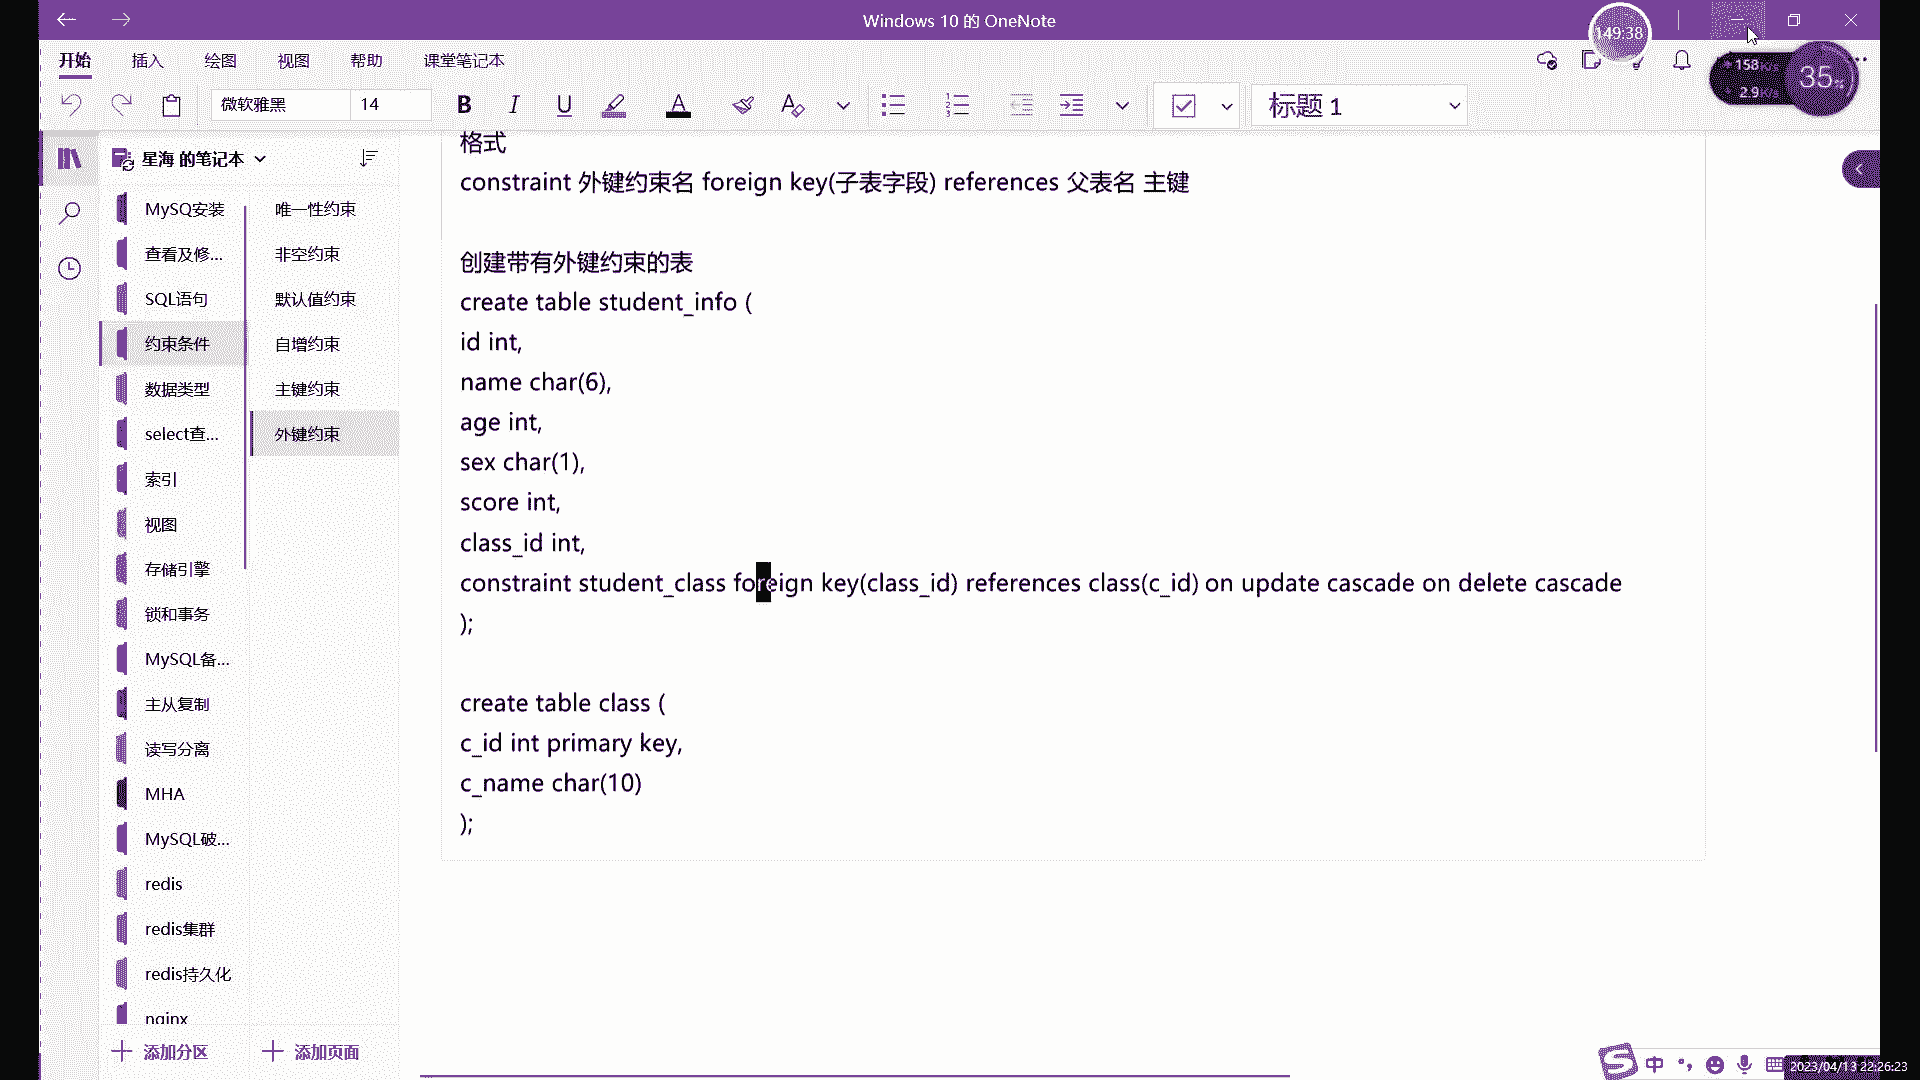 Windows 10 的 OneNote
149:38
开始 插入 绘图 视图 帮助 课堂笔记本
158K/s
2.9K/s
35%
微软雅黑 14 B I U A A 标题 1
星海 的笔记本
MySQ安装
查看及修...
SQL语句
约束条件
数据类型
select查...
索引
视图
存储引擎
锁和事务
MySQL备...
主从复制
读写分离
MHA
MySQL破...
redis
redis集群
redis持久化
nginx
添加分区
唯一性约束
非空约束
默认值约束
自增约束
主键约束
外键约束
添加页面
格式
constraint 外键约束名 foreign key(子表字段) references 父表名 主键
创建带有外键约束的表
create table student_info (
id int,
name char(6),
age int,
sex char(1),
score int,
class_id int,
constraint student_class foreign key(class_id) references class(c_id) on update cascade on delete cascade
);
create table class (
c_id int primary key,
c_name char(10)
);
中
2023/04/13 22:26:23